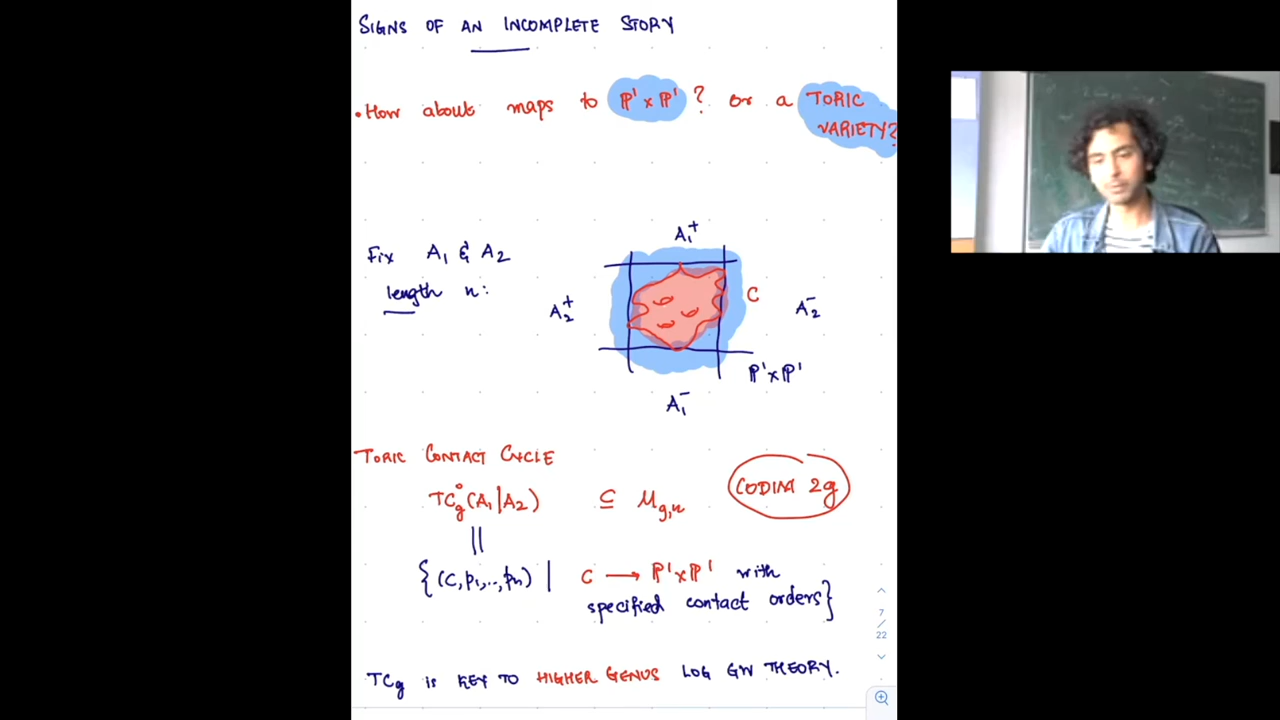 SIGNS OF AN INCOMPLETE STORY
• How about maps to P¹ × P¹ ? or a TORIC
VARIETY?
A₁⁺
Fix A₁ & A₂
length n:
A₂⁺
C
A₂⁻
P¹×P¹
A₁⁻
TORIC CONTACT CYCLE
TC°g(A₁|A₂) ⊆ Mg,n
CODIM 2g
||
{(C,p₁,..,pn) | C → P¹×P¹ with
specified contact orders}
TCg IS KEY TO HIGHER GENUS LOG GW THEORY.
7
/
22